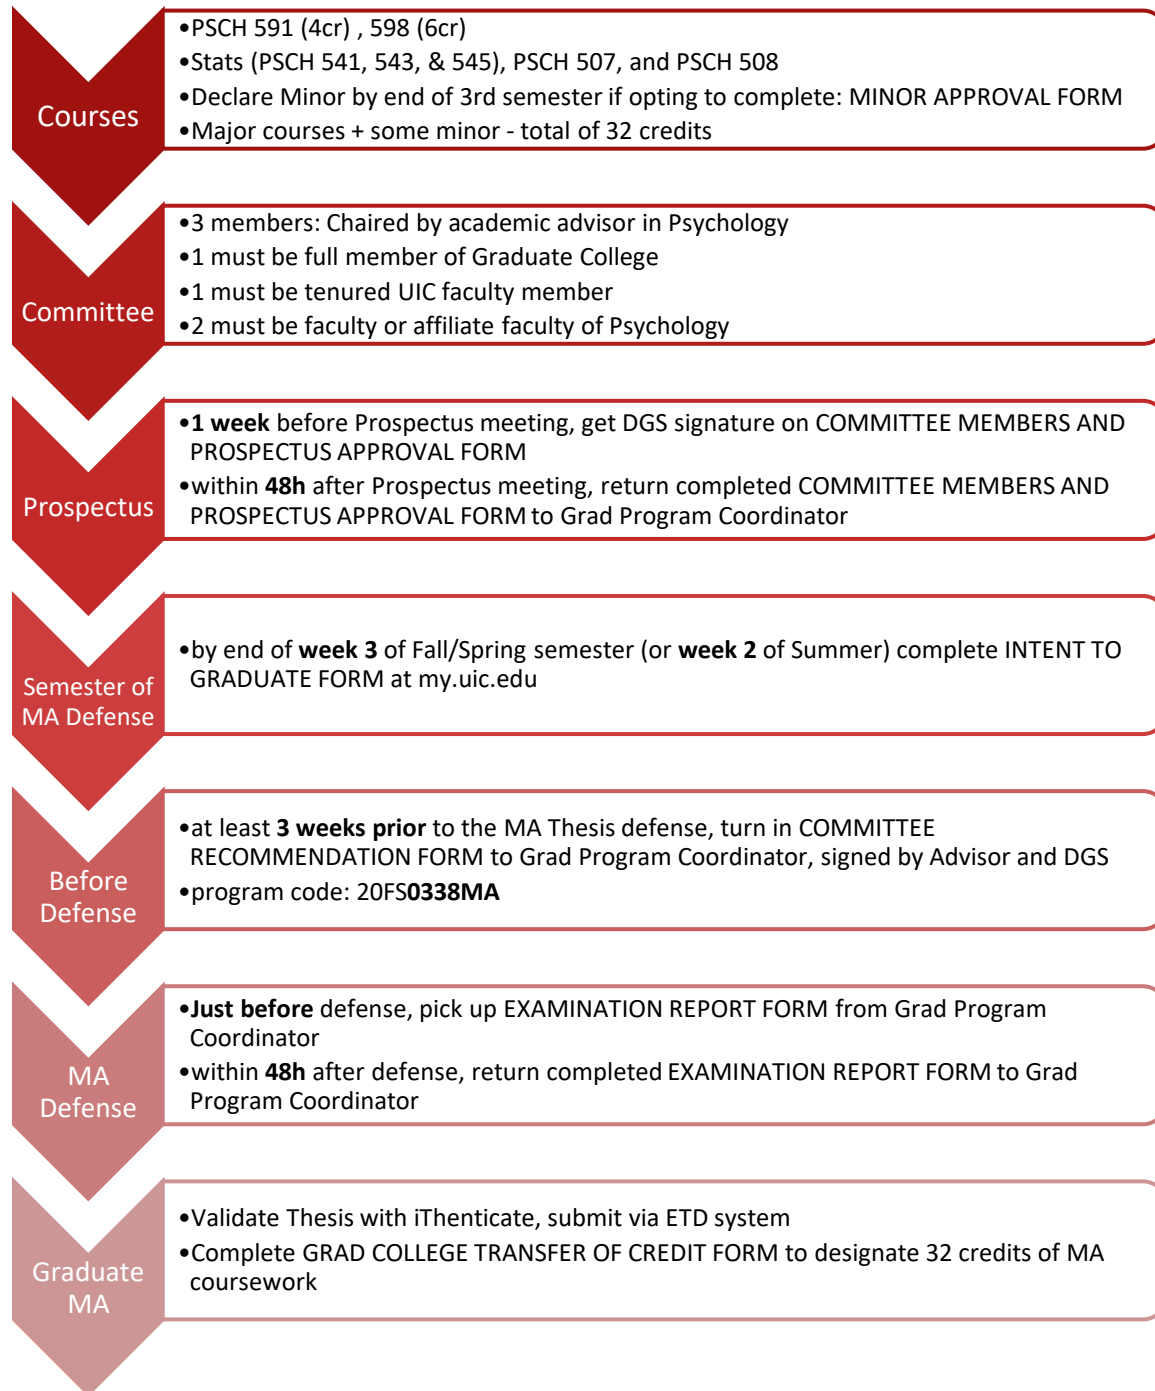 Courses
•PSCH 591 (4cr) , 598 (6cr)
•Stats (PSCH 541, 543, & 545), PSCH 507, and PSCH 508
•Declare Minor by end of 3rd semester if opting to complete: MINOR APPROVAL FORM
•Major courses + some minor - total of 32 credits
Committee
•3 members: Chaired by academic advisor in Psychology
•1 must be full member of Graduate College
•1 must be tenured UIC faculty member
•2 must be faculty or affiliate faculty of Psychology
Prospectus
•1 week before Prospectus meeting, get DGS signature on COMMITTEE MEMBERS AND
PROSPECTUS APPROVAL FORM
•within 48h after Prospectus meeting, return completed COMMITTEE MEMBERS AND
PROSPECTUS APPROVAL FORM to Grad Program Coordinator
Semester of
MA Defense
•by end of week 3 of Fall/Spring semester (or week 2 of Summer) complete INTENT TO
GRADUATE FORM at my.uic.edu
Before
Defense
•at least 3 weeks prior to the MA Thesis defense, turn in COMMITTEE
RECOMMENDATION FORM to Grad Program Coordinator, signed by Advisor and DGS
•program code: 20FS0338MA
MA
Defense
•Just before defense, pick up EXAMINATION REPORT FORM from Grad Program
Coordinator
•within 48h after defense, return completed EXAMINATION REPORT FORM to Grad
Program Coordinator
Graduate
MA
•Validate Thesis with iThenticate, submit via ETD system
•Complete GRAD COLLEGE TRANSFER OF CREDIT FORM to designate 32 credits of MA
coursework